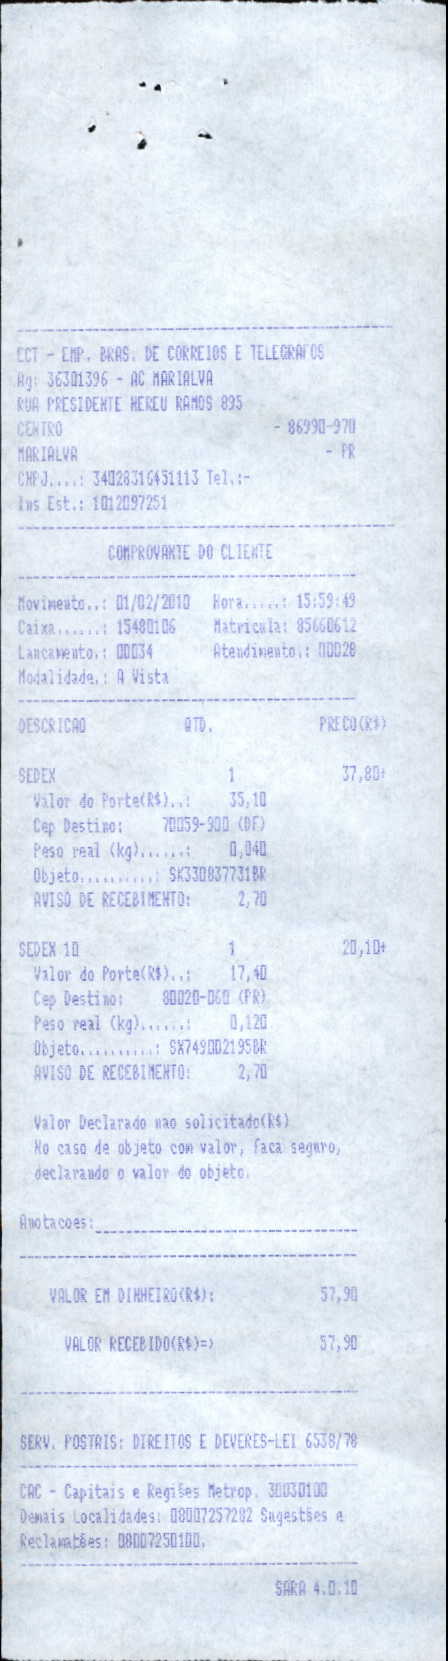 ECT - EMP. BRAS. DE CORREIOS E TELEGRAFOS
Ag: 36301396 - AC MARIALVA
RUA PRESIDENTE NEREU RAMOS 895
CENTRO - 86990-970
MARIALVA - PR
CNPJ....: 34028316451113 Tel.:-
Ins Est.: 1012097251
COMPROVANTE DO CLIENTE
Movimento..: 01/02/2010 Hora.....: 15:59:49
Caixa......: 15480106 Matricula: 85660612
Lancamento.: 00034 Atendimento.: 00028
Modalidade.: A Vista
DESCRICAO QTD. PRECO(R$)
SEDEX 1 37,80+
Valor do Porte(R$)..: 35,10
Cep Destino: 70059-900 (DF)
Peso real (kg)......: 0,040
Objeto..........: SK330837731BR
AVISO DE RECEBIMENTO: 2,70
SEDEX 10 1 20,10+
Valor do Porte(R$)..: 17,40
Cep Destino: 80020-060 (PR)
Peso real (kg)......: 0,120
Objeto..........: SX749002195BR
AVISO DE RECEBIMENTO: 2,70
Valor Declarado nao solicitado(R$)
No caso de objeto com valor, faca seguro,
declarando o valor do objeto.
Anotacoes:
VALOR EM DINHEIRO(R$): 57,90
VALOR RECEBIDO(R$)=> 57,90
SERV. POSTAIS: DIREITOS E DEVERES-LEI 6538/78
CAC - Capitais e Regiões Metrop. 30030100
Demais Localidades: 08007257282 Sugestões e
Reclamações: 08007250100.
SARA 4.0.10